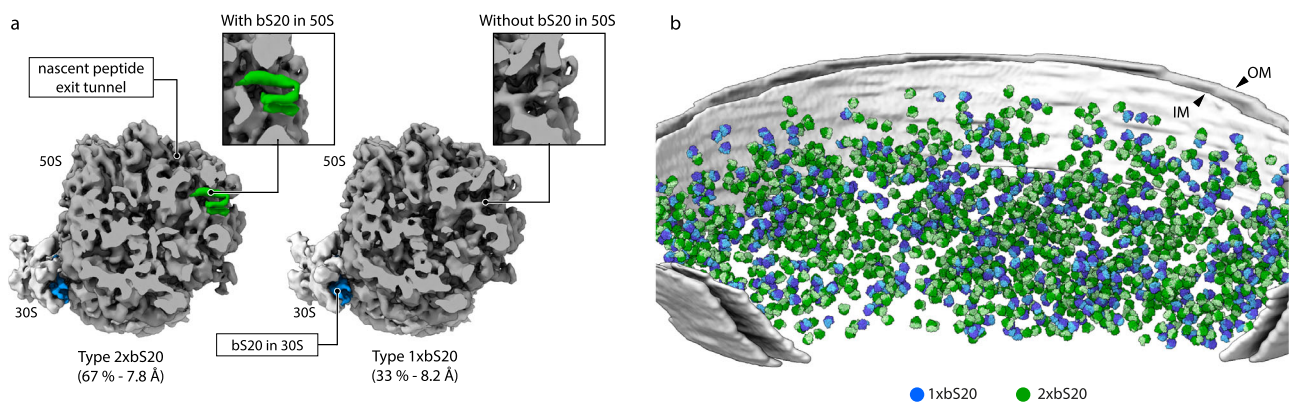 a
With bS20 in 50S
Without bS20 in 50S
nascent peptide
exit tunnel
50S
50S
30S
30S
bS20 in 30S
Type 2xbS20
(67 % - 7.8 Å)
Type 1xbS20
(33 % - 8.2 Å)
b
OM
IM
1xbS20
2xbS20